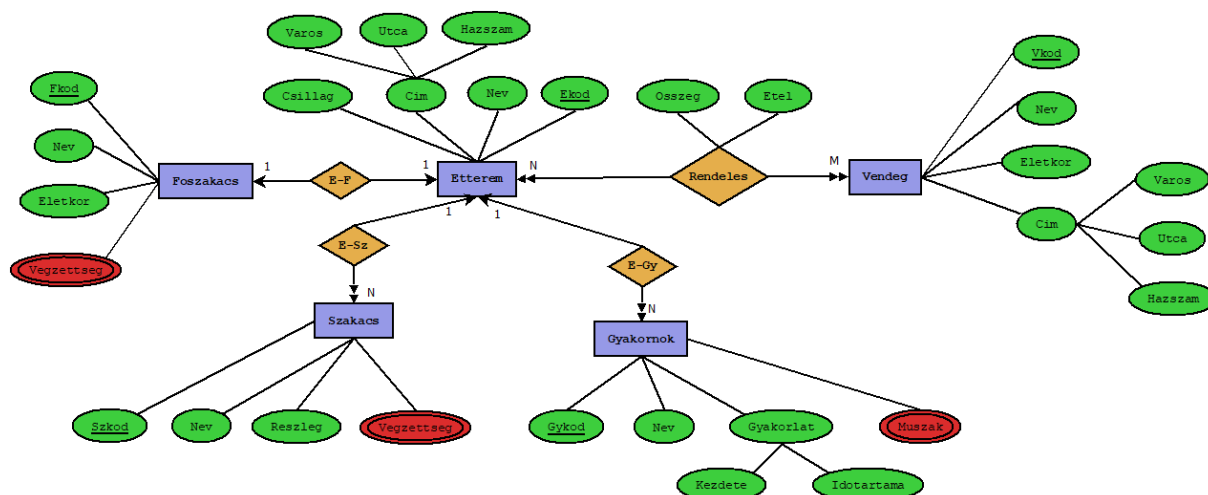 Varos
Utca
Hazszam
Vkod
Fkod
Csillag
Cim
Nev
Ekod
Osszeg
Etel
Nev
Nev
Eletkor
1
1
N
M
Foszakacs
E-F
Etterem
Rendeles
Vendeg
Varos
Eletkor
1
1
Cim
Utca
E-Sz
Vegzettseg
E-Gy
N
N
Hazszam
Szakacs
Gyakornok
Szkod
Nev
Reszleg
Vegzettseg
Gykod
Nev
Gyakorlat
Muszak
Kezdete
Idotartama